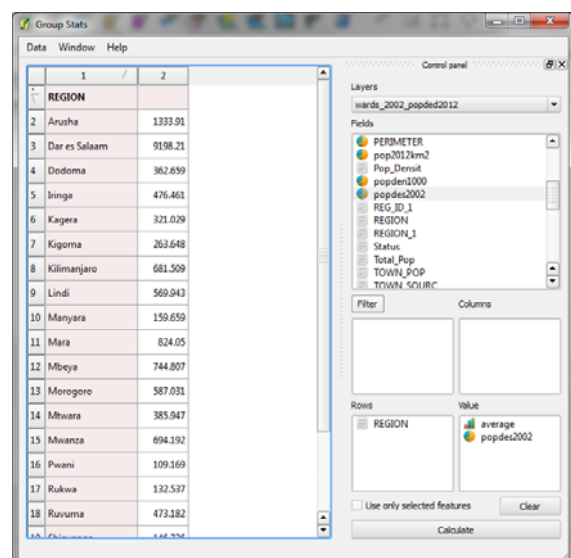 Group Stats
Data Window Help
1 2
REGION
2 Arusha 1333.91
3 Dar es Salaam 9198.21
4 Dodoma 362.659
5 Iringa 476.461
6 Kagera 321.029
7 Kigoma 263.648
8 Kilimanjaro 681.509
9 Lindi 569.943
10 Manyara 159.659
11 Mara 824.05
12 Mbeya 744.807
13 Morogoro 587.031
14 Mtwara 385.947
15 Mwanza 694.192
16 Pwani 109.169
17 Rukwa 132.537
18 Ruvuma 473.182
Control panel
Layers
wards_2002_popded2012
Fields
PERIMETER
pop2012km2
Pop_Densit
popden1000
popdes2002
REG_ID_1
REGION
REGION_1
Status
Total_Pop
TOWN_POP
TOWN_SOURC
Filter Columns
Rows Value
REGION average
popdes2002
Use only selected features Clear
Calculate